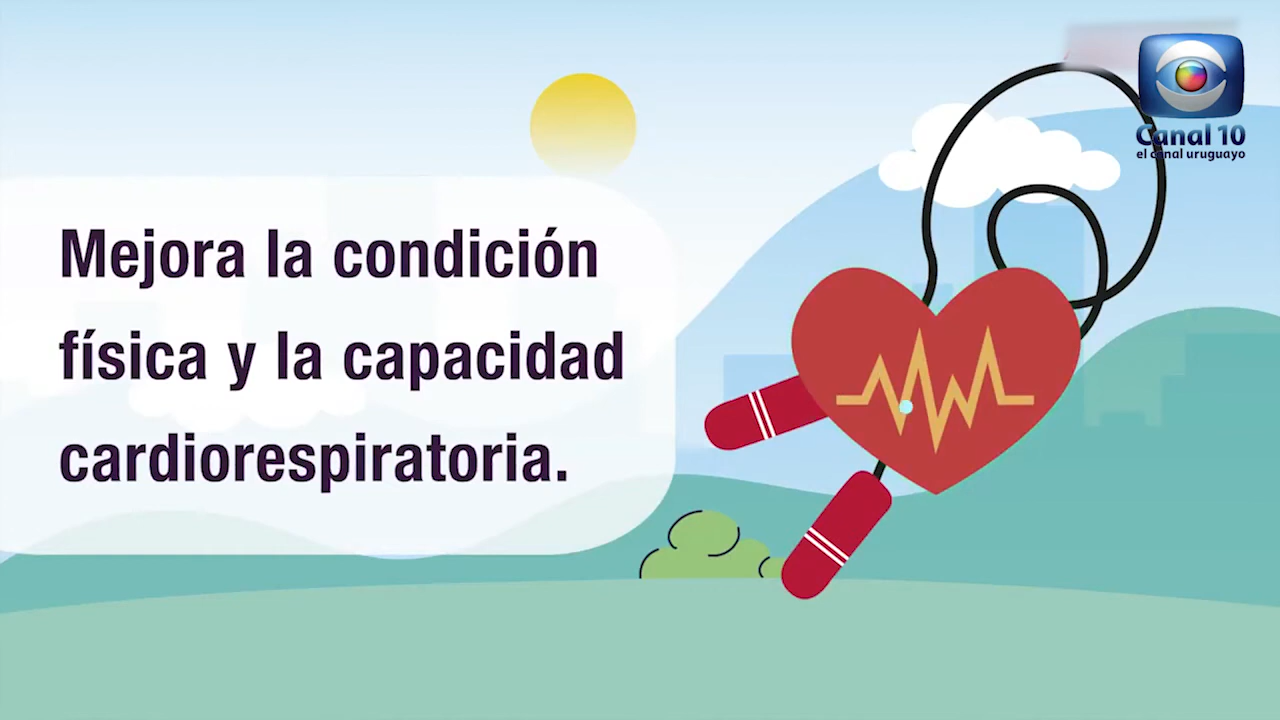 Mejora la condición
física y la capacidad
cardiorespiratoria.
Canal 10
el canal uruguayo